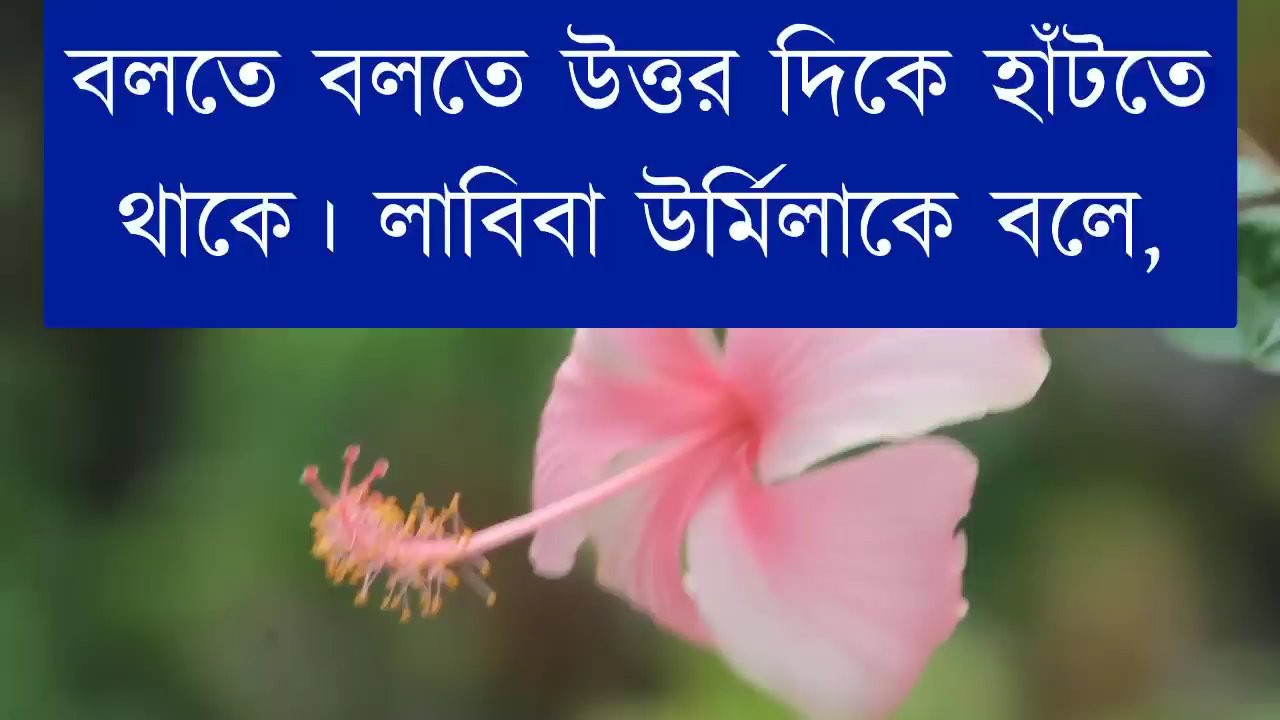 বলতে বলতে উত্তর দিকে হাঁটতে
থাকে। লাবিবা উর্মিলাকে বলে,